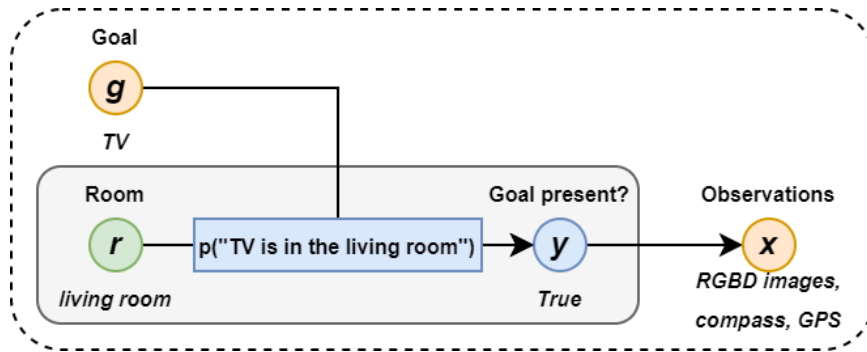 Goal
g
TV
Room
Goal present?
Observations
r
p("TV is in the living room")
y
x
living room
True
RGBD images,
compass, GPS